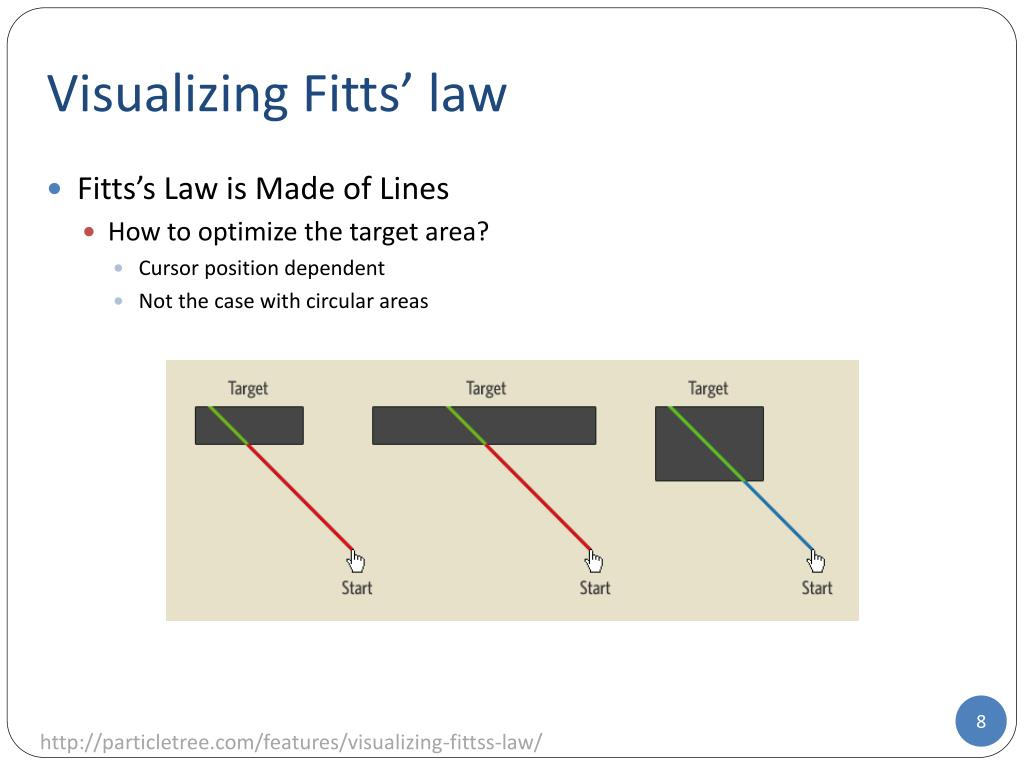 Visualizing Fitts’ law
Fitts’s Law is Made of Lines
How to optimize the target area?
Cursor position dependent
Not the case with circular areas
Target Target Target
Start Start Start
8
http://particletree.com/features/visualizing-fittss-law/